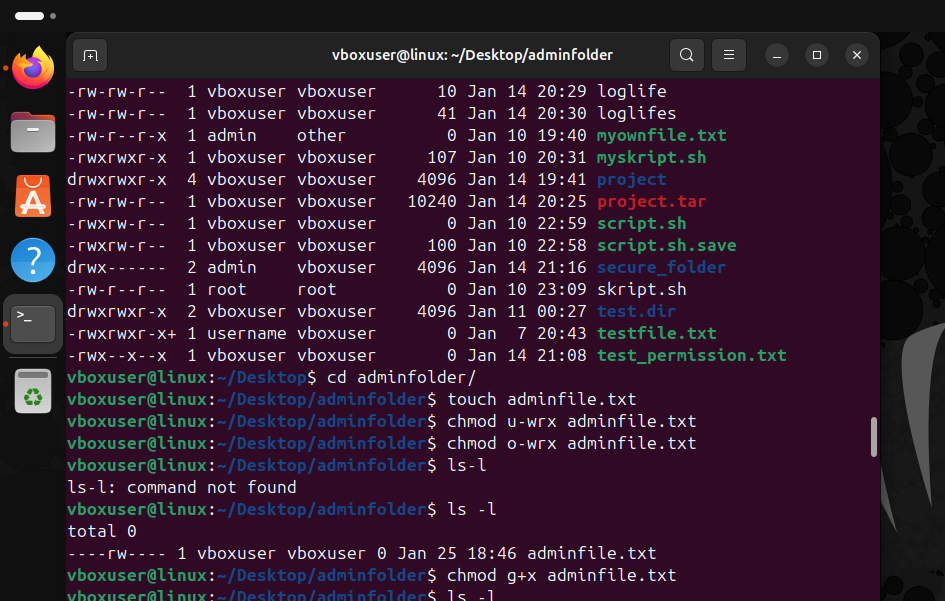 vboxuser@linux: ~/Desktop/adminfolder
-rw-rw-r-- 1 vboxuser vboxuser 10 Jan 14 20:29 loglife
-rw-rw-r-- 1 vboxuser vboxuser 41 Jan 14 20:30 loglifes
-rw-r--r-x 1 admin other 0 Jan 10 19:40 myownfile.txt
-rwxrwxr-x 1 vboxuser vboxuser 107 Jan 10 20:31 myskript.sh
drwxrwxr-x 4 vboxuser vboxuser 4096 Jan 14 19:41 project
-rw-rw-r-- 1 vboxuser vboxuser 10240 Jan 14 20:25 project.tar
-rwxrw-r-- 1 vboxuser vboxuser 0 Jan 10 22:59 script.sh
-rwxrw-r-- 1 vboxuser vboxuser 100 Jan 10 22:58 script.sh.save
drwx------ 2 admin vboxuser 4096 Jan 14 21:16 secure_folder
-rw-r--r-- 1 root root 0 Jan 10 23:09 skript.sh
drwxrwxr-x 2 vboxuser vboxuser 4096 Jan 11 00:27 test.dir
-rwxrwxr-x+ 1 username vboxuser 0 Jan 7 20:43 testfile.txt
-rwx--x--x 1 vboxuser vboxuser 0 Jan 14 21:08 test_permission.txt
vboxuser@linux:~/Desktop$ cd adminfolder/
vboxuser@linux:~/Desktop/adminfolder$ touch adminfile.txt
vboxuser@linux:~/Desktop/adminfolder$ chmod u-wrx adminfile.txt
vboxuser@linux:~/Desktop/adminfolder$ chmod o-wrx adminfile.txt
vboxuser@linux:~/Desktop/adminfolder$ ls-l
ls-l: command not found
vboxuser@linux:~/Desktop/adminfolder$ ls -l
total 0
----rw---- 1 vboxuser vboxuser 0 Jan 25 18:46 adminfile.txt
vboxuser@linux:~/Desktop/adminfolder$ chmod g+x adminfile.txt
vboxuser@linux:~/Desktop/adminfolder$ ls -l